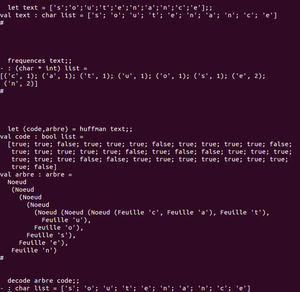 let text = ['s';'o';'u';'t';'e';'n';'a';'n';'c';'e'];;
val text : char list = ['s'; 'o'; 'u'; 't'; 'e'; 'n'; 'a'; 'n'; 'c'; 'e']
#
frequences text;;
- : (char * int) list =
[('c', 1); ('a', 1); ('t', 1); ('u', 1); ('o', 1); ('s', 1); ('e', 2);
('n', 2)]
#
let (code,arbre) = huffman text;;
val code : bool list =
[true; true; false; true; true; true; false; true; true; true; true; false;
true; true; true; true; true; false; true; false; false; true; true; true;
true; true; true; false; false; true; true; true; true; true; true; true;
true; false]
val arbre : arbre =
Noeud
(Noeud
(Noeud
(Noeud
(Noeud (Noeud (Noeud (Feuille 'c', Feuille 'a'), Feuille 't'),
Feuille 'u'),
Feuille 'o'),
Feuille 's'),
Feuille 'e'),
Feuille 'n')
#
decode arbre code;;
- : char list = ['s'; 'o'; 'u'; 't'; 'e'; 'n'; 'a'; 'n'; 'c'; 'e']